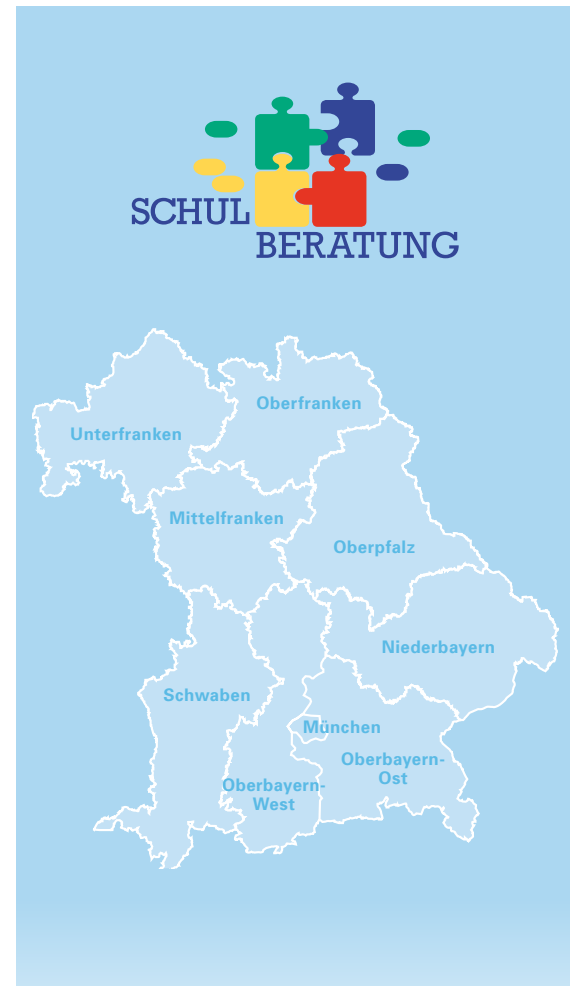 SCHUL
BERATUNG
Oberfranken
Unterfranken
Mittelfranken
Oberpfalz
Niederbayern
Schwaben
München
Oberbayern-
Ost
Oberbayern-
West